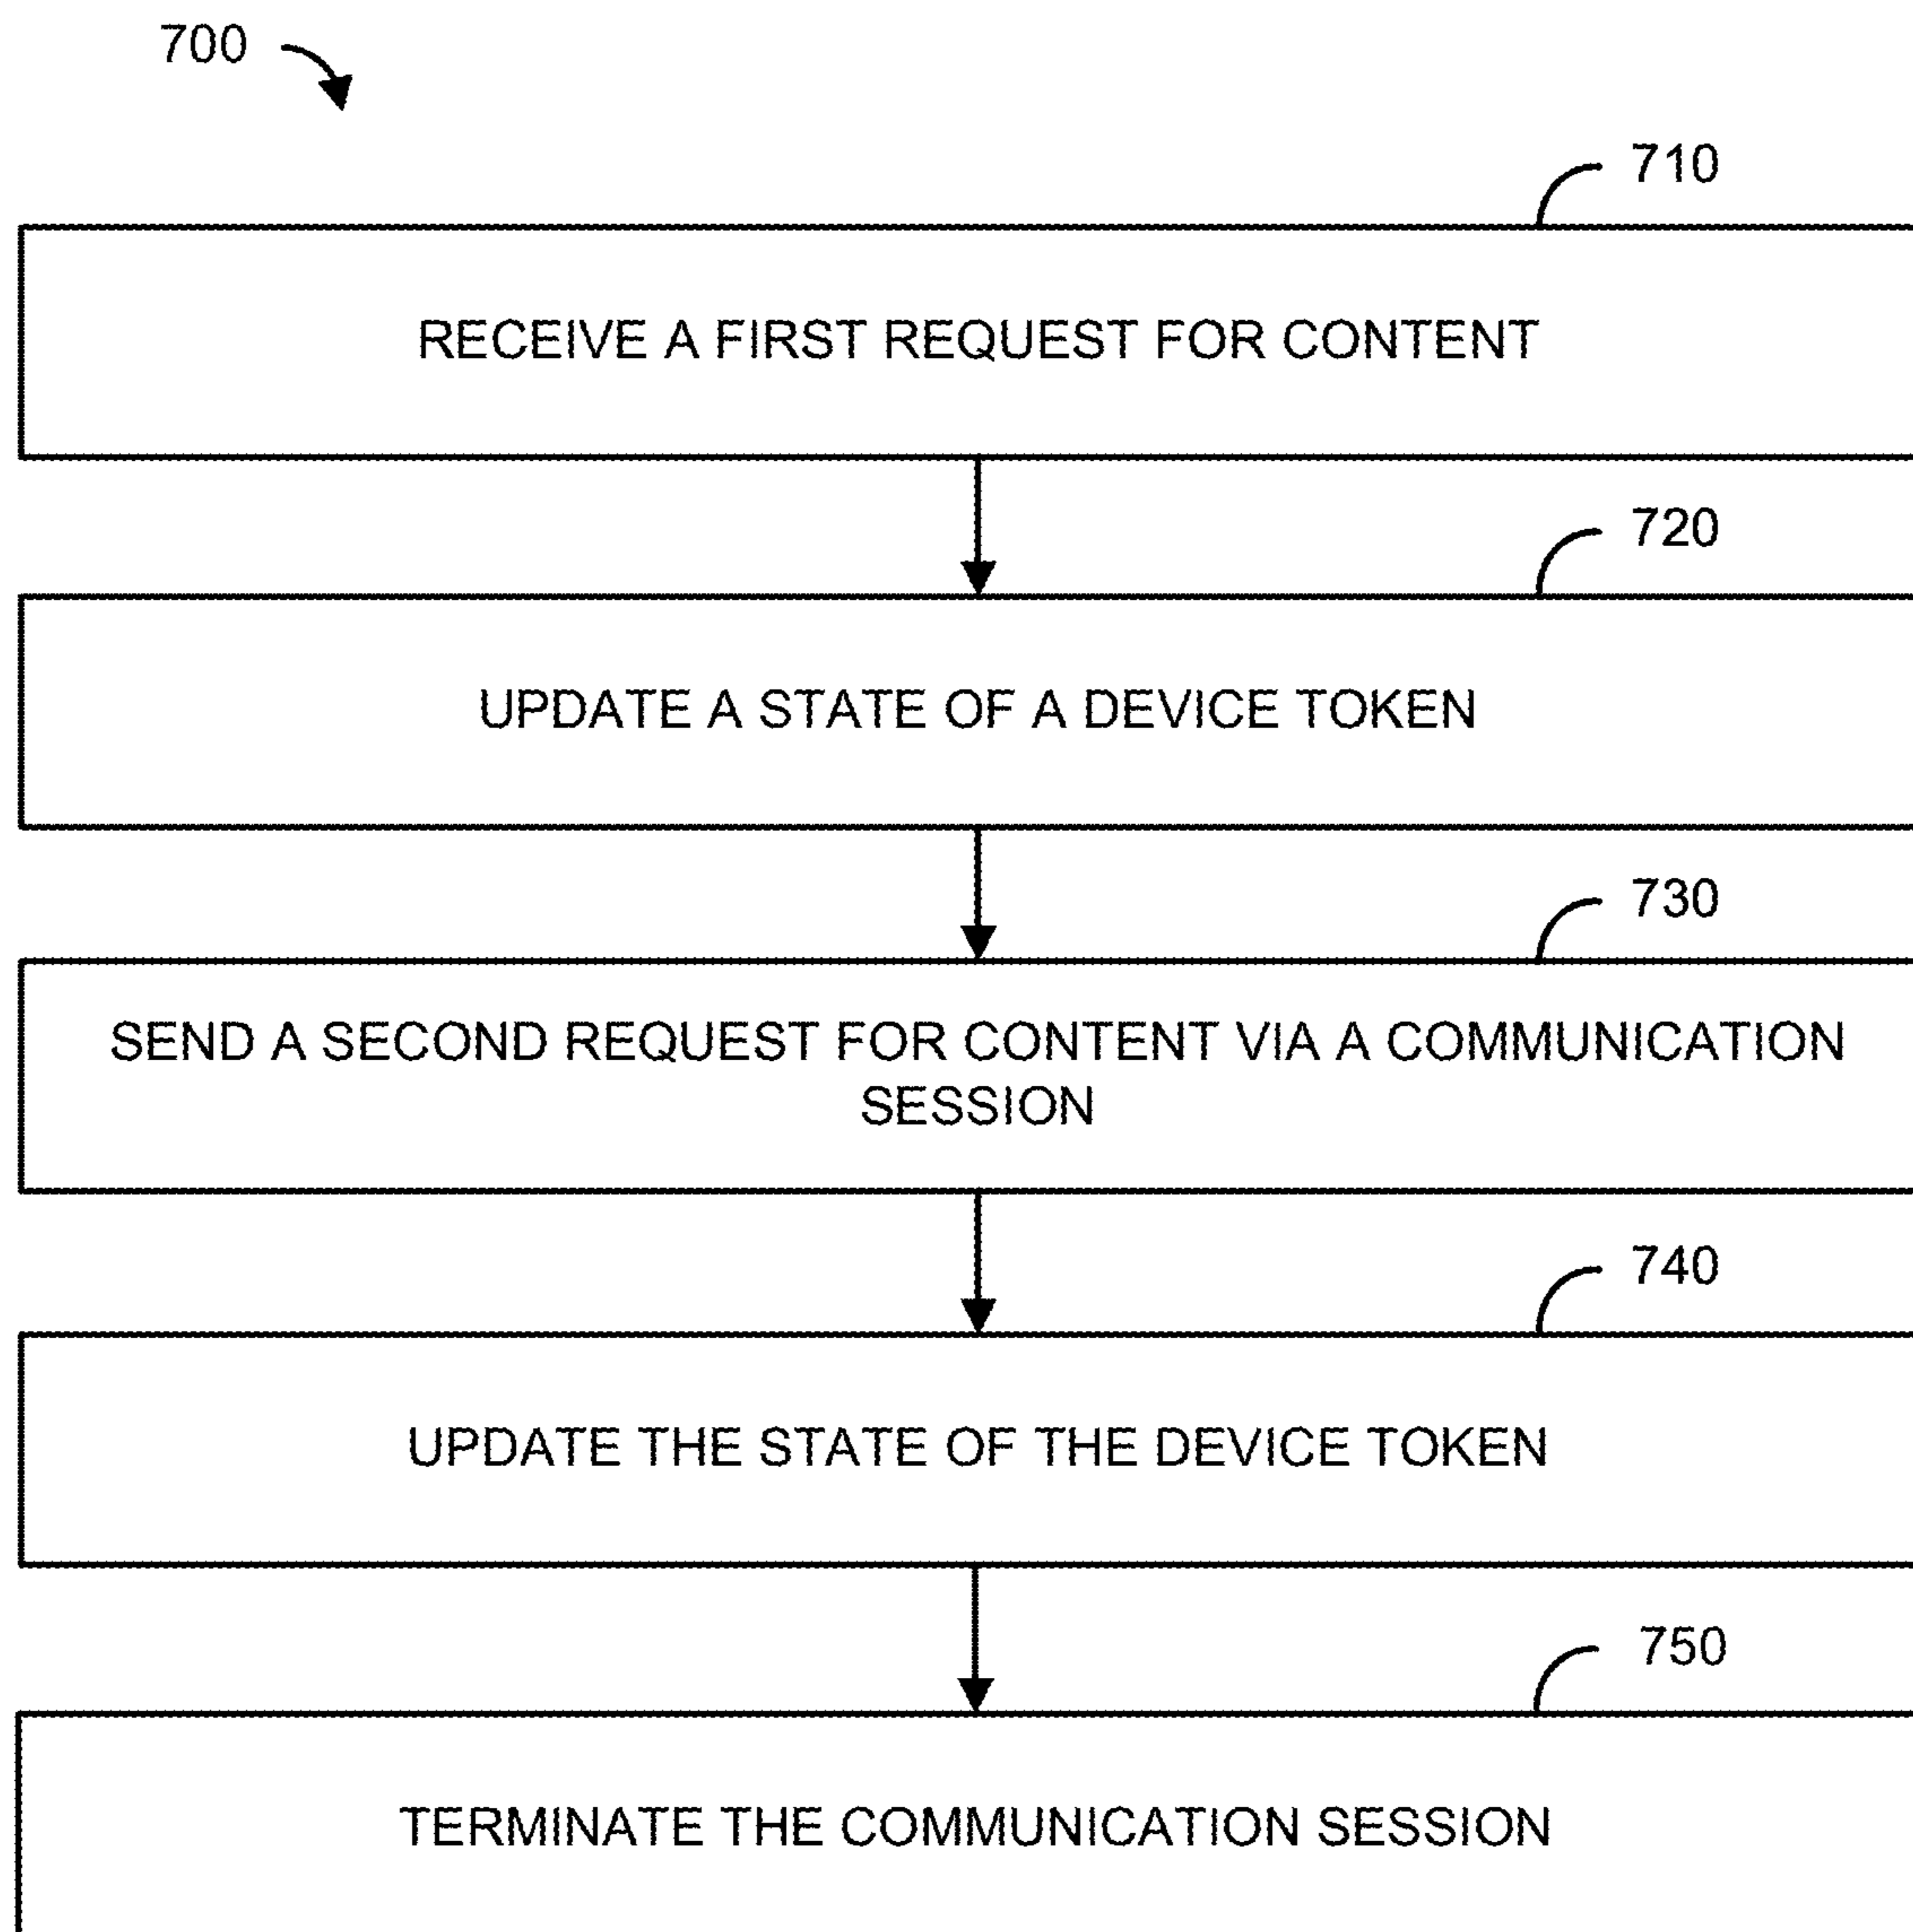 700
710
RECEIVE A FIRST REQUEST FOR CONTENT
720
UPDATE A STATE OF A DEVICE TOKEN
730
SEND A SECOND REQUEST FOR CONTENT VIA A COMMUNICATION
SESSION
740
UPDATE THE STATE OF THE DEVICE TOKEN
750
TERMINATE THE COMMUNICATION SESSION